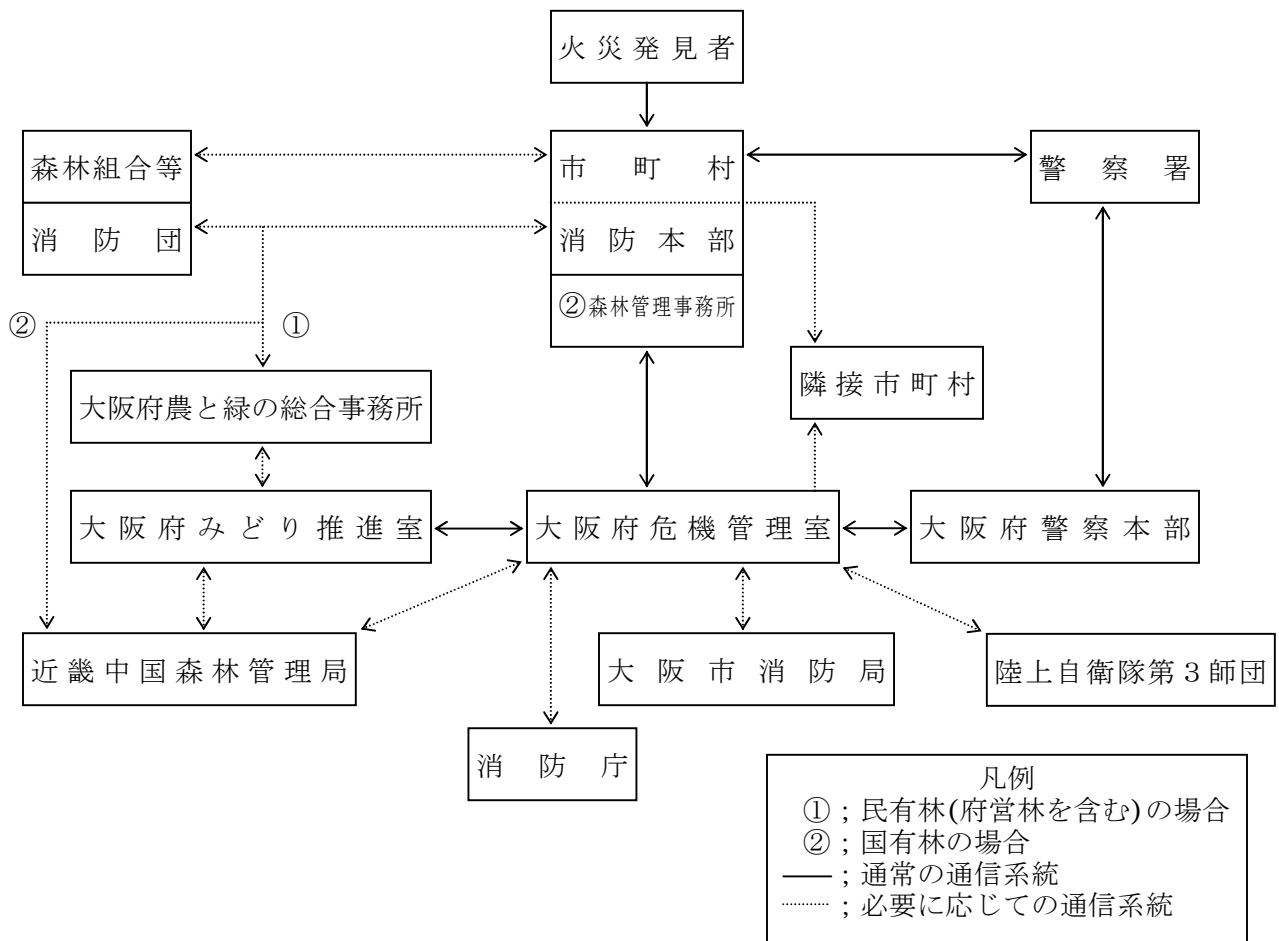 火災発見者
森林組合等
市町村
警察署
消防団
消防本部
②森林管理事務所
②
①
隣接市町村
大阪府農と緑の総合事務所
大阪府みどり推進室
大阪府危機管理室
大阪府警察本部
近畿中国森林管理局
大阪市消防局
陸上自衛隊第３師団
消防庁
凡例
①；民有林(府営林を含む)の場合
②；国有林の場合
；通常の通信系統
；必要に応じての通信系統